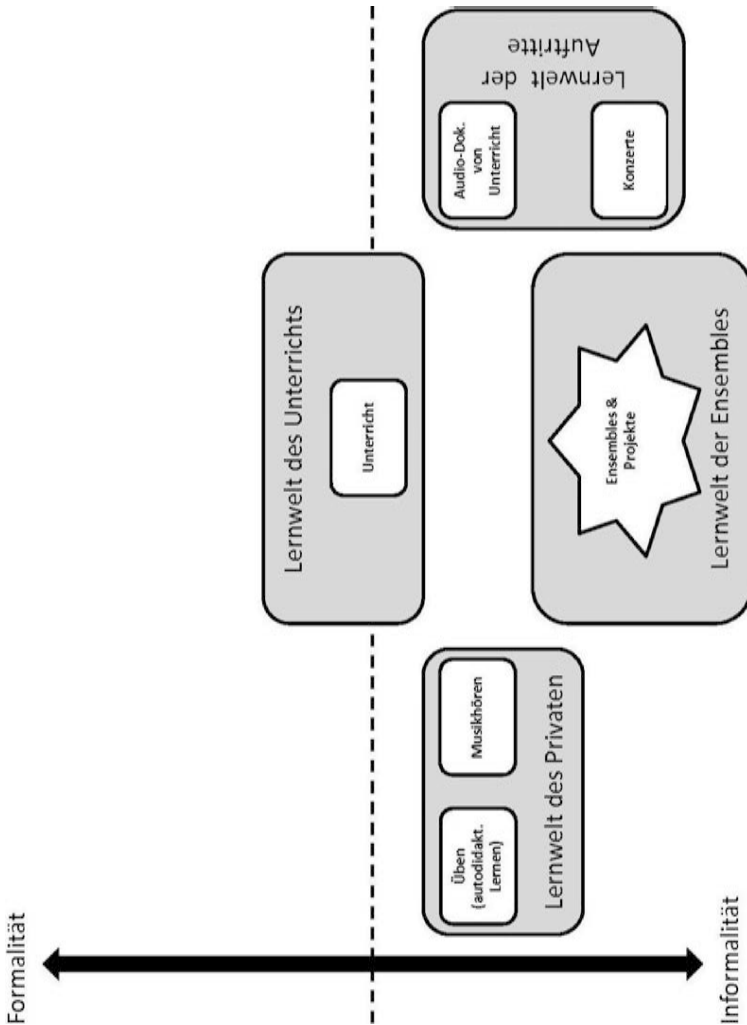 Formalität
Lernwelt des Unterrichts
Unterricht
Lernwelt des Privaten
Üben
(autodidakt.
Lernen)
Musikhören
Lernwelt der Ensembles
Ensembles &
Projekte
Lernwelt der
Auftritte
Audio-Dok.
von
Unterricht
Konzerte
Informalität